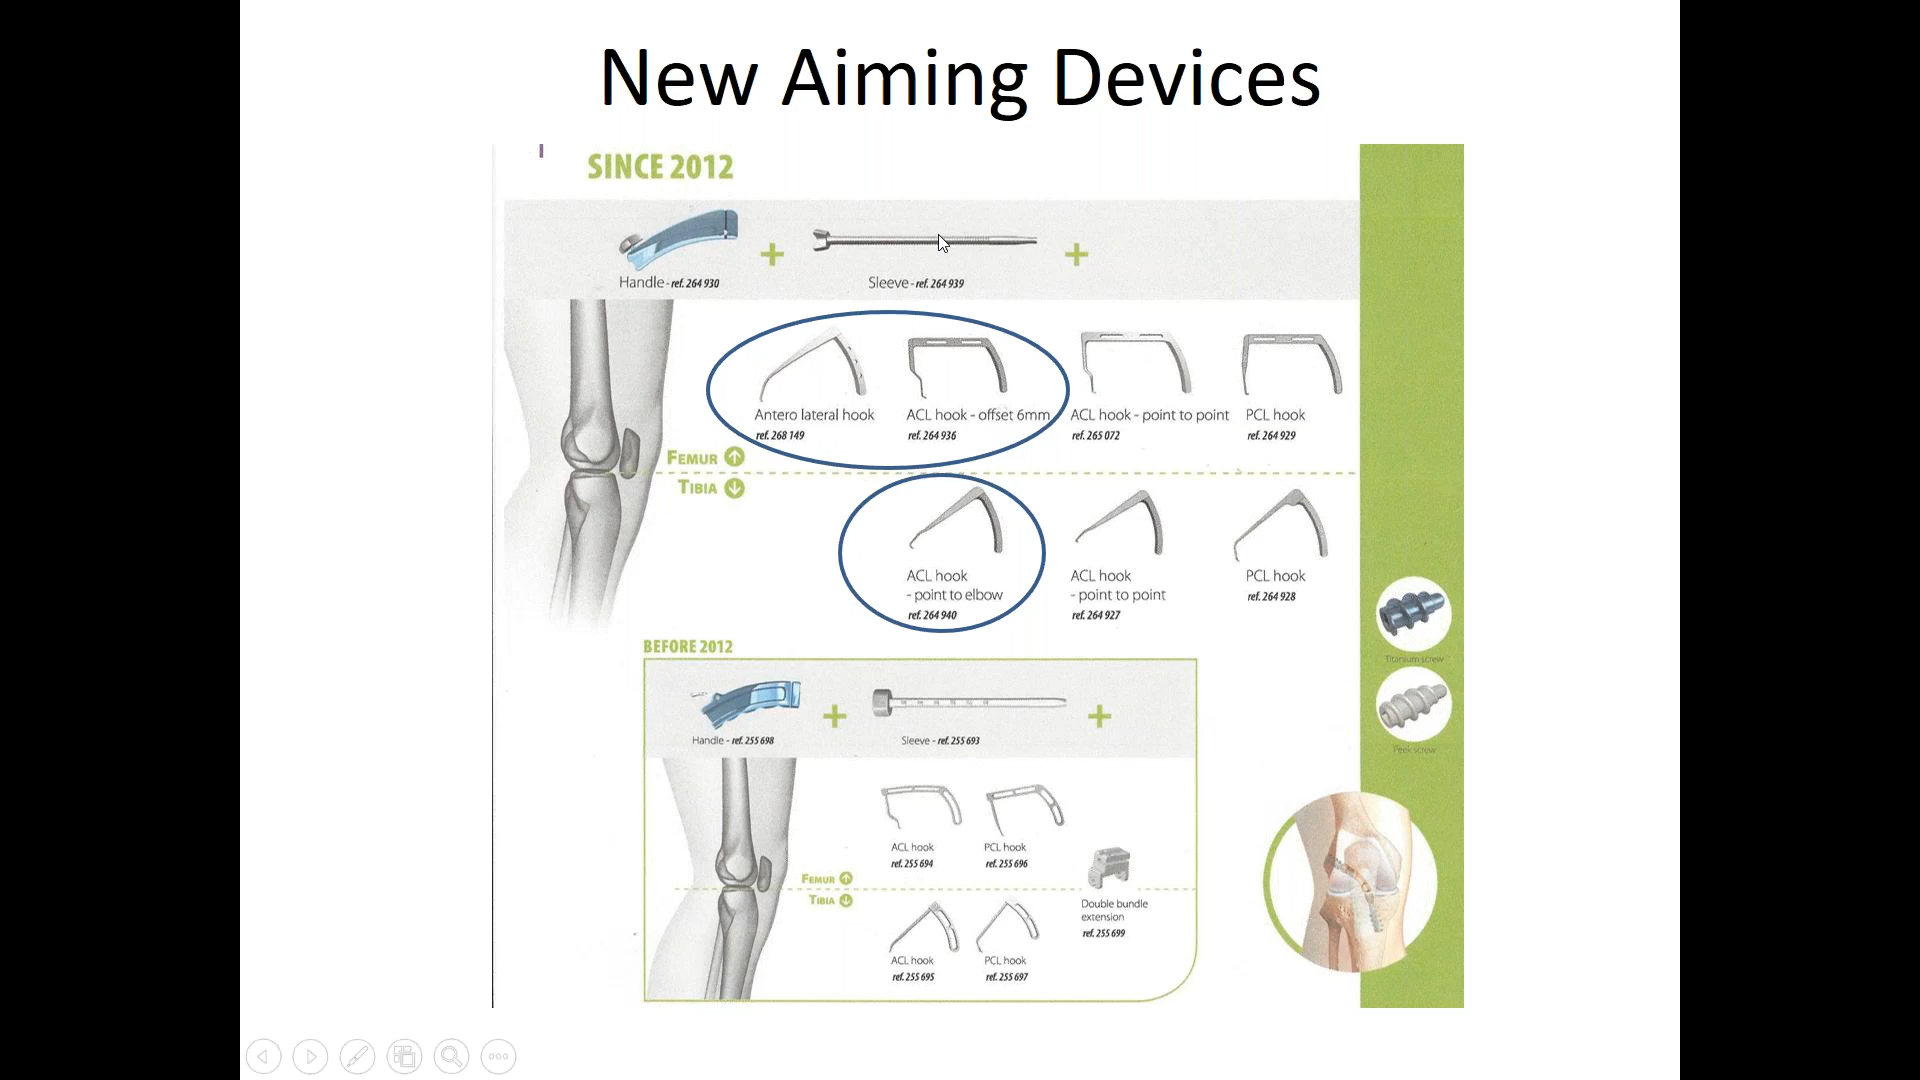 New Aiming Devices
SINCE 2012
Handle - ref. 264 930
Sleeve - ref. 264 939
Antero lateral hook
ref. 268 149
ACL hook - offset 6mm
ref. 264 936
ACL hook - point to point
ref. 265 072
PCL hook
ref. 264 929
FEMUR
TIBIA
ACL hook
- point to elbow
ref. 264 940
ACL hook
- point to point
ref. 264 927
PCL hook
ref. 264 928
Titanium screw
Peek screw
BEFORE 2012
Handle - ref. 255 698
Sleeve - ref. 255 693
ACL hook
ref. 255 694
PCL hook
ref. 255 696
FEMUR
TIBIA
Double bundle
extension
ref. 255 699
ACL hook
ref. 255 695
PCL hook
ref. 255 697